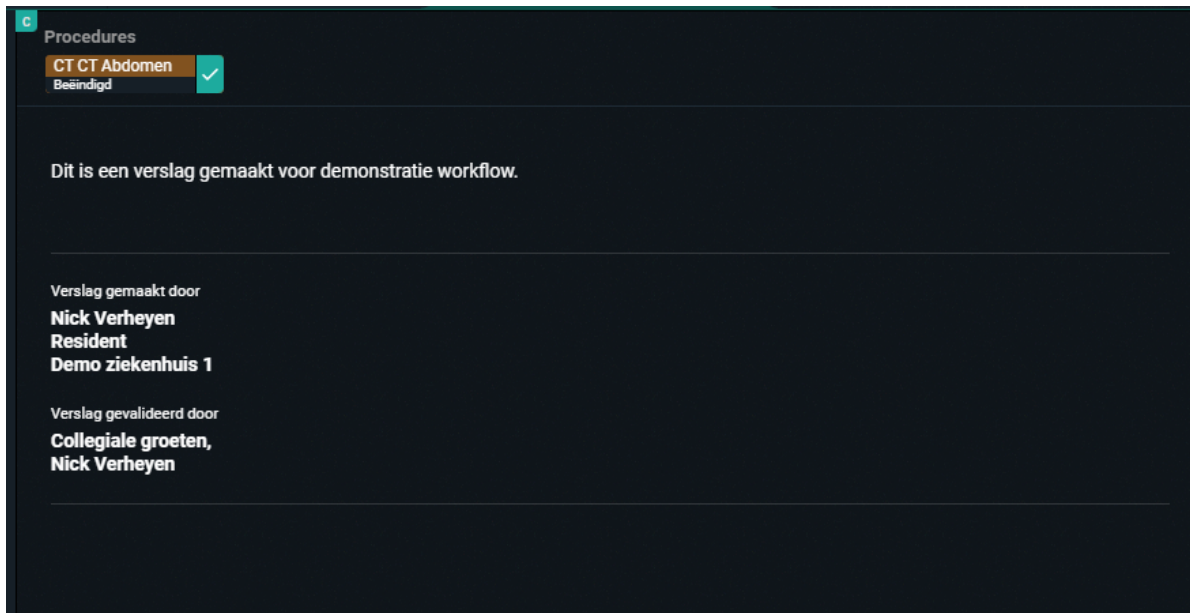 C
Procedures
CT CT Abdomen
Beëindigd
Dit is een verslag gemaakt voor demonstratie workflow.
Verslag gemaakt door
Nick Verheyen
Resident
Demo ziekenhuis 1
Verslag gevalideerd door
Collegiale groeten,
Nick Verheyen